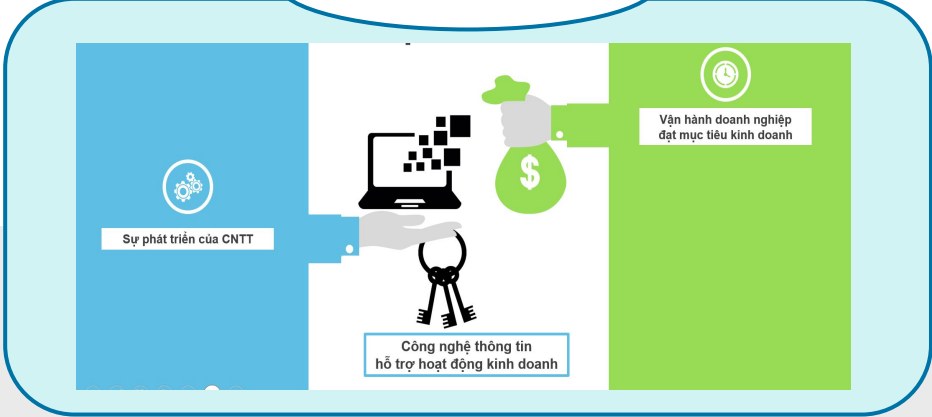 Sự phát triển của CNTT
$
Vận hành doanh nghiệp
đạt mục tiêu kinh doanh
Công nghệ thông tin
hỗ trợ hoạt động kinh doanh